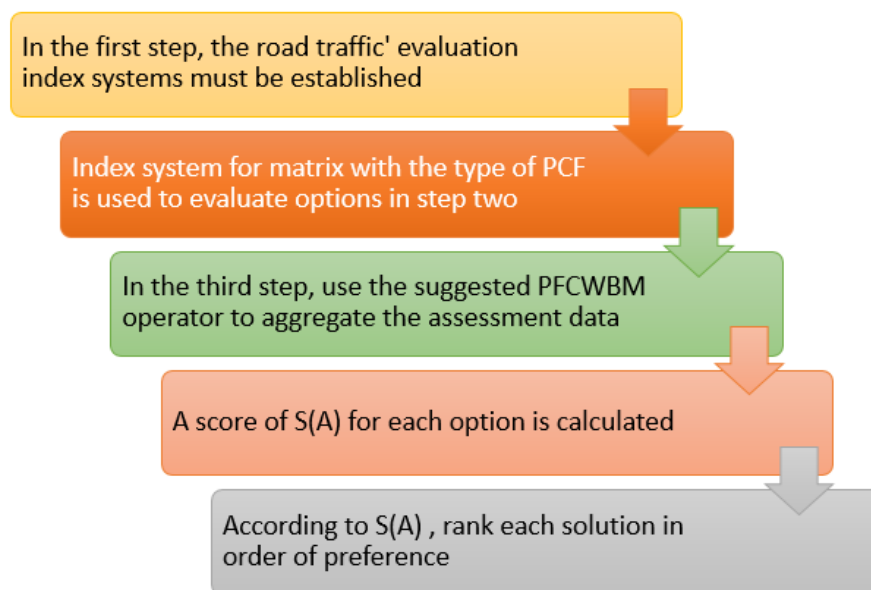 In the first step, the road traffic' evaluation
index systems must be established
Index system for matrix with the type of PCF
is used to evaluate options in step two
In the third step, use the suggested PFCWBM
operator to aggregate the assessment data
A score of S(A) for each option is calculated
According to S(A) , rank each solution in
order of preference